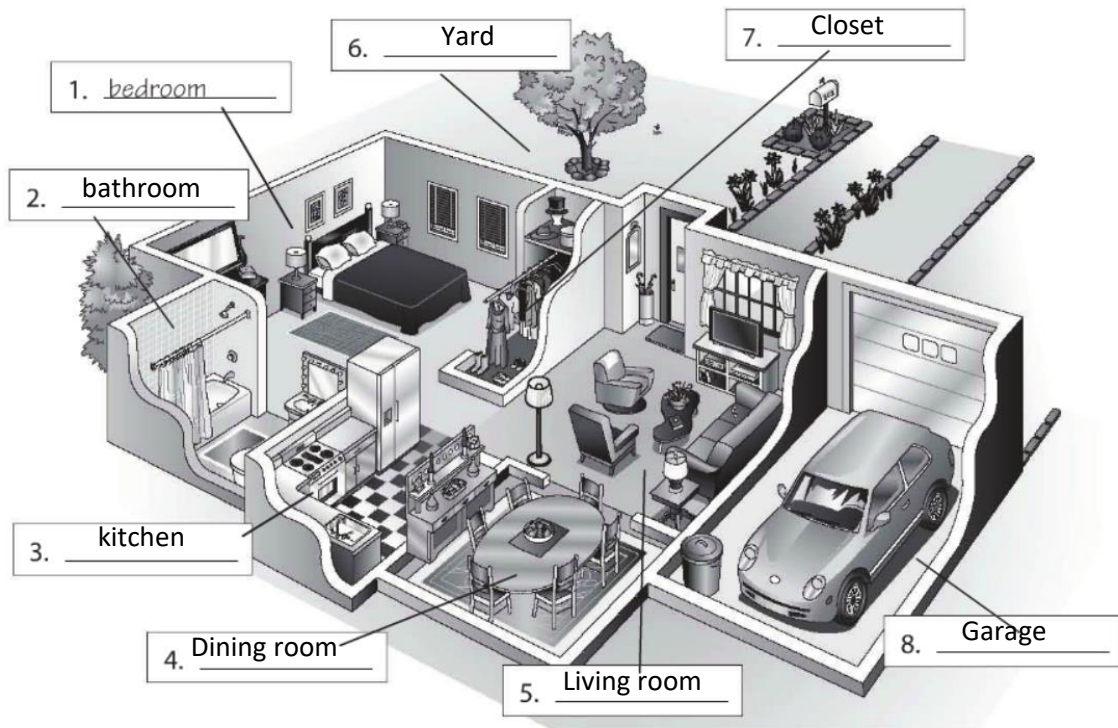 1. bedroom
2. bathroom
3. kitchen
4. Dining room
5. Living room
6. Yard
7. Closet
8. Garage